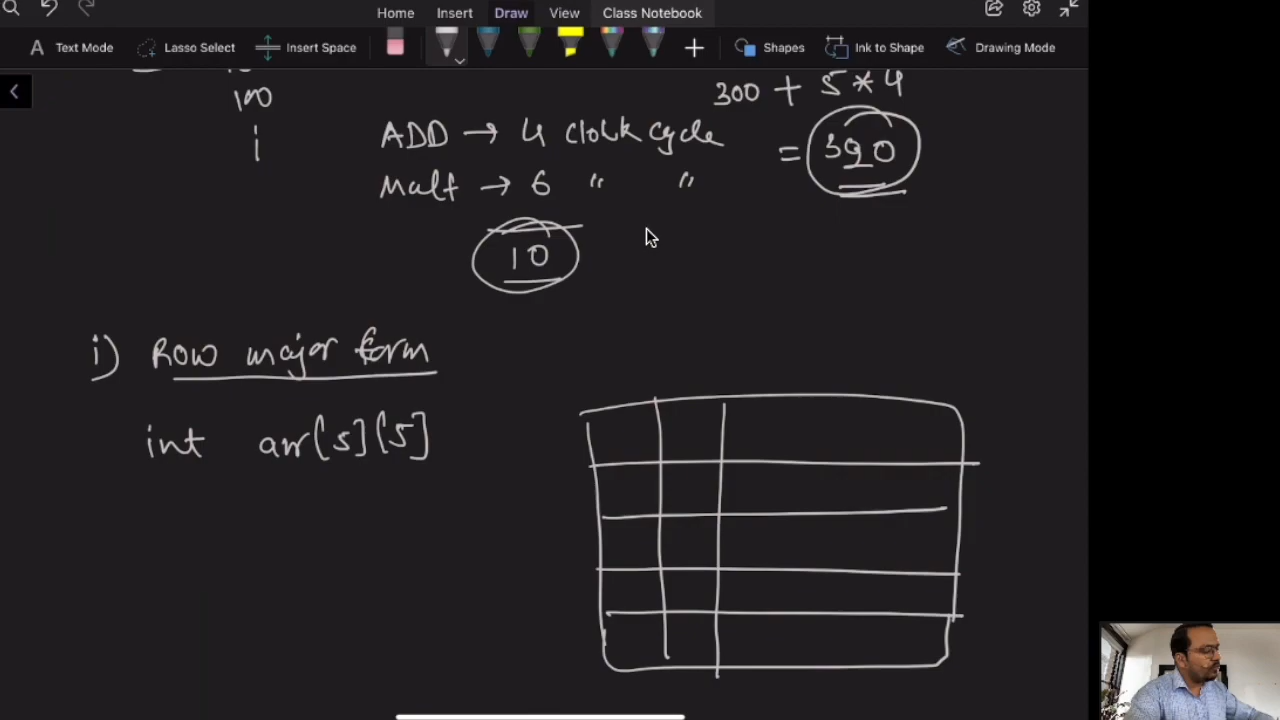 Home Insert Draw View Class Notebook
A Text Mode Lasso Select Insert Space Shapes Ink to Shape Drawing Mode
100
i
300 + 5 * 4
= 320
ADD → 4 clock cycle
Mult → 6 " "
10
i) Row major form
int arr[5][5]